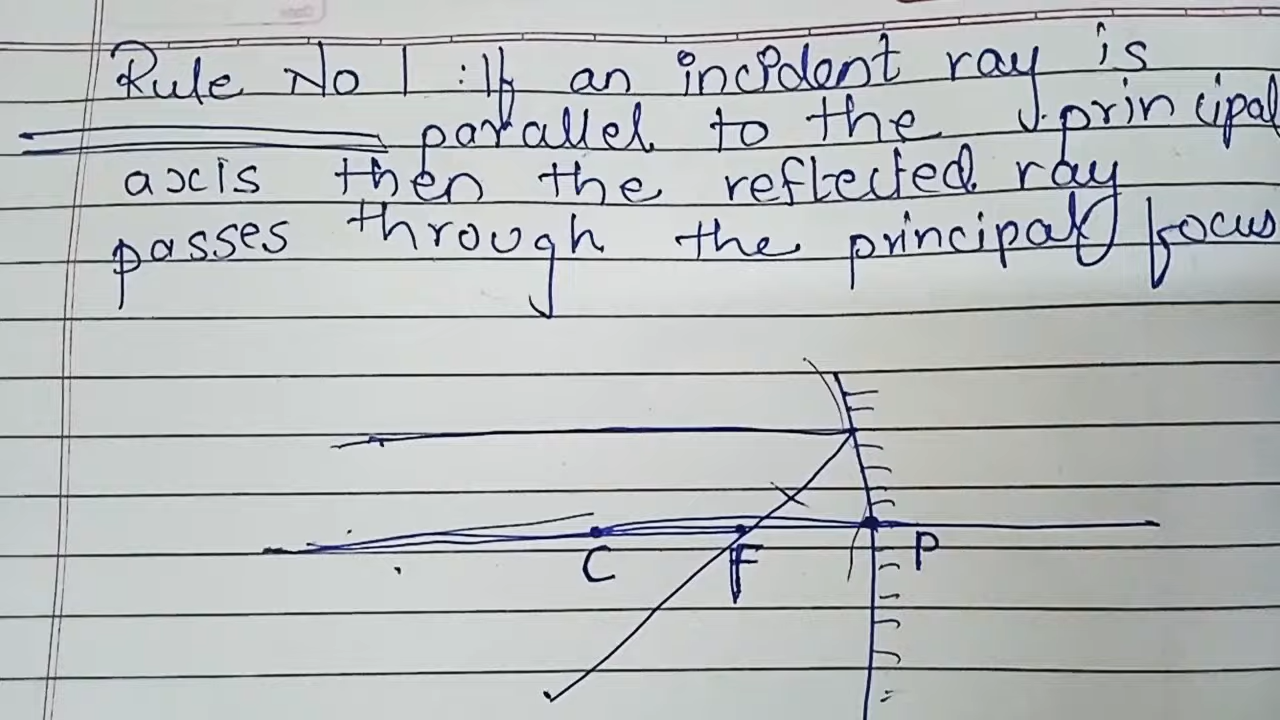 Rule No 1 : If an incident ray is
parallel to the principal
axis then the reflected ray
passes through the principal focus
C F P